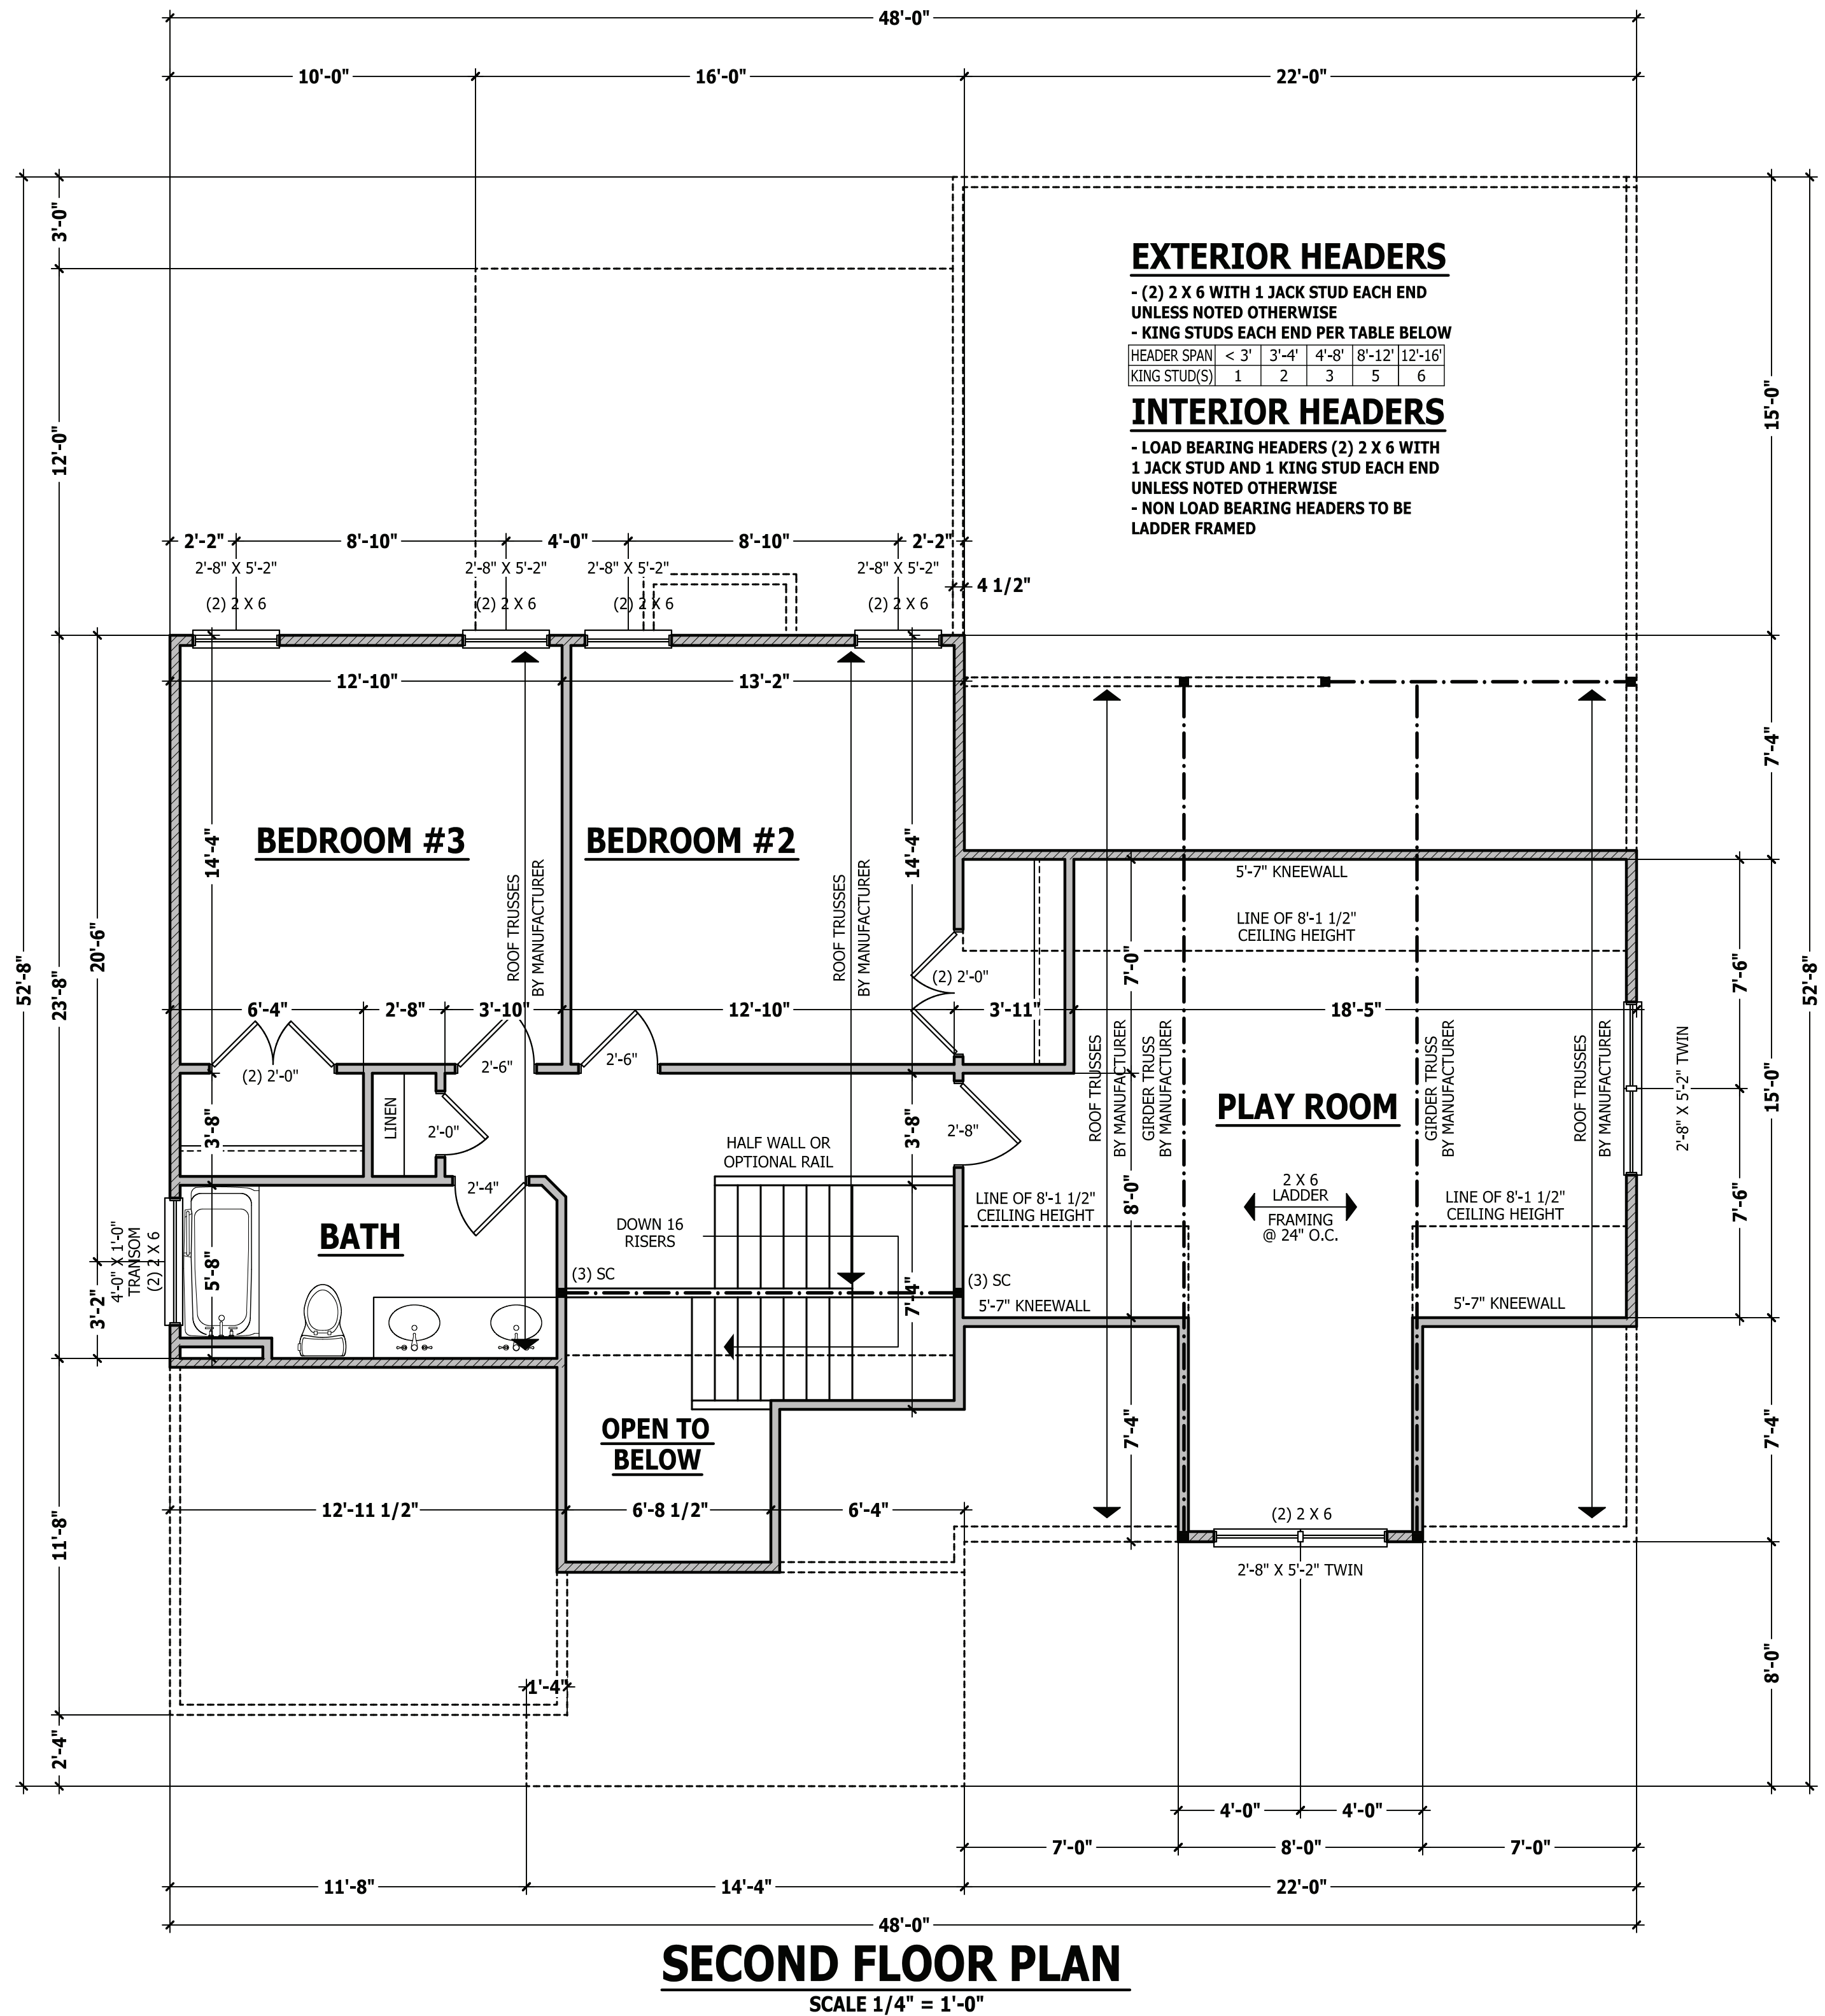 48'-0"
10'-0"
16'-0"
22'-0"
3'-0"
12'-0"
15'-0"
EXTERIOR HEADERS
- (2) 2 X 6 WITH 1 JACK STUD EACH END
UNLESS NOTED OTHERWISE
- KING STUDS EACH END PER TABLE BELOW
HEADER SPAN < 3' 3'-4' 4'-8' 8'-12' 12'-16'
KING STUD(S) 1 2 3 5 6
INTERIOR HEADERS
- LOAD BEARING HEADERS (2) 2 X 6 WITH
1 JACK STUD AND 1 KING STUD EACH END
UNLESS NOTED OTHERWISE
- NON LOAD BEARING HEADERS TO BE
LADDER FRAMED
2'-2"
8'-10"
4'-0"
8'-10"
2'-2"
2'-8" X 5'-2"
2'-8" X 5'-2"
2'-8" X 5'-2"
2'-8" X 5'-2"
4 1/2"
(2) 2 X 6
(2) 2 X 6
(2) 2 X 6
(2) 2 X 6
12'-10"
13'-2"
7'-4"
BEDROOM #3
BEDROOM #2
14'-4"
14'-4"
ROOF TRUSSES
BY MANUFACTURER
ROOF TRUSSES
BY MANUFACTURER
5'-7" KNEEWALL
LINE OF 8'-1 1/2"
CEILING HEIGHT
52'-8"
23'-8"
20'-6"
(2) 2'-0"
7'-0"
7'-6"
52'-8"
6'-4"
2'-8"
3'-10"
12'-10"
3'-11"
18'-5"
2'-6"
2'-6"
(2) 2'-0"
ROOF TRUSSES
BY MANUFACTURER
GIRDER TRUSS
BY MANUFACTURER
GIRDER TRUSS
BY MANUFACTURER
ROOF TRUSSES
BY MANUFACTURER
2'-8" X 5'-2" TWIN
15'-0"
PLAY ROOM
LINEN
3'-8"
2'-0"
3'-8"
2'-8"
HALF WALL OR
OPTIONAL RAIL
2'-4"
2 X 6
LADDER
FRAMING
@ 24" O.C.
LINE OF 8'-1 1/2"
CEILING HEIGHT
LINE OF 8'-1 1/2"
CEILING HEIGHT
8'-0"
7'-6"
BATH
DOWN 16
RISERS
4'-0" X 1'-0"
TRANSOM
(2) 2 X 6
5'-8"
3'-2"
(3) SC
(3) SC
7'-4"
5'-7" KNEEWALL
5'-7" KNEEWALL
OPEN TO
BELOW
7'-4"
7'-4"
12'-11 1/2"
6'-8 1/2"
6'-4"
(2) 2 X 6
11'-8"
2'-8" X 5'-2" TWIN
8'-0"
1'-4"
2'-4"
4'-0"
4'-0"
7'-0"
8'-0"
7'-0"
11'-8"
14'-4"
22'-0"
48'-0"
SECOND FLOOR PLAN
SCALE 1/4" = 1'-0"